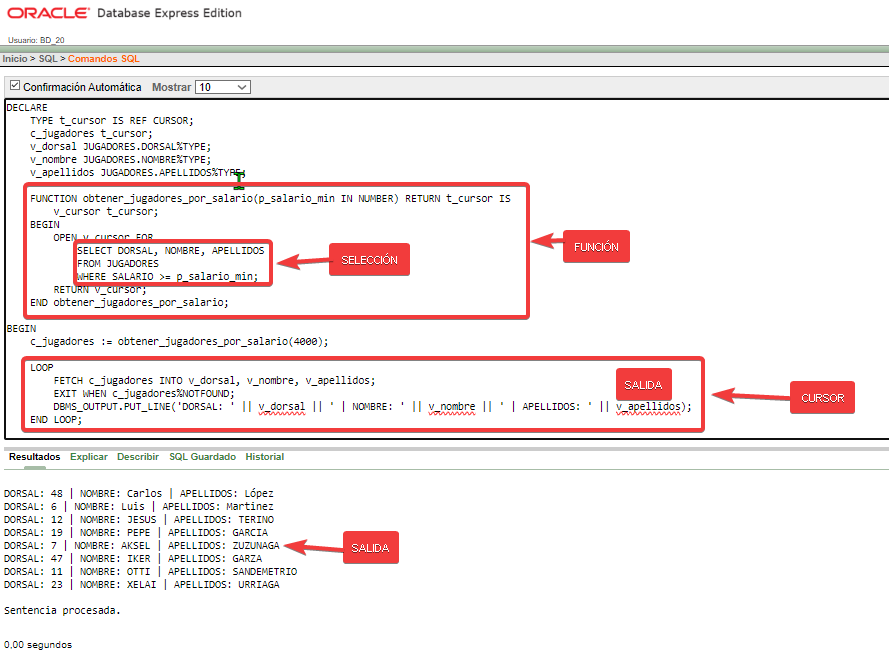 ORACLE® Database Express Edition
Usuario: BD_20
Inicio > SQL > Comandos SQL
Confirmación Automática Mostrar 10
DECLARE
TYPE t_cursor IS REF CURSOR;
c_jugadores t_cursor;
v_dorsal JUGADORES.DORSAL%TYPE;
v_nombre JUGADORES.NOMBRE%TYPE;
v_apellidos JUGADORES.APELLIDOS%TYPE;
FUNCTION obtener_jugadores_por_salario(p_salario_min IN NUMBER) RETURN t_cursor IS
v_cursor t_cursor;
BEGIN
OPEN v_cursor FOR
SELECT DORSAL, NOMBRE, APELLIDOS
FROM JUGADORES
WHERE SALARIO >= p_salario_min;
RETURN v_cursor;
END obtener_jugadores_por_salario;
SELECCIÓN
FUNCIÓN
BEGIN
c_jugadores := obtener_jugadores_por_salario(4000);
LOOP
FETCH c_jugadores INTO v_dorsal, v_nombre, v_apellidos;
EXIT WHEN c_jugadores%NOTFOUND;
DBMS_OUTPUT.PUT_LINE('DORSAL: ' || v_dorsal || ' | NOMBRE: ' || v_nombre || ' | APELLIDOS: ' || v_apellidos);
END LOOP;
SALIDA
CURSOR
Resultados Explicar Describir SQL Guardado Historial
DORSAL: 48 | NOMBRE: Carlos | APELLIDOS: López
DORSAL: 6 | NOMBRE: Luis | APELLIDOS: Martinez
DORSAL: 12 | NOMBRE: JESUS | APELLIDOS: TERINO
DORSAL: 19 | NOMBRE: PEPE | APELLIDOS: GARCIA
DORSAL: 7 | NOMBRE: AKSEL | APELLIDOS: ZUZUNAGA
DORSAL: 47 | NOMBRE: IKER | APELLIDOS: GARZA
DORSAL: 11 | NOMBRE: OTTI | APELLIDOS: SANDEMETRIO
DORSAL: 23 | NOMBRE: XELAI | APELLIDOS: URRIAGA
SALIDA
Sentencia procesada.
0,00 segundos